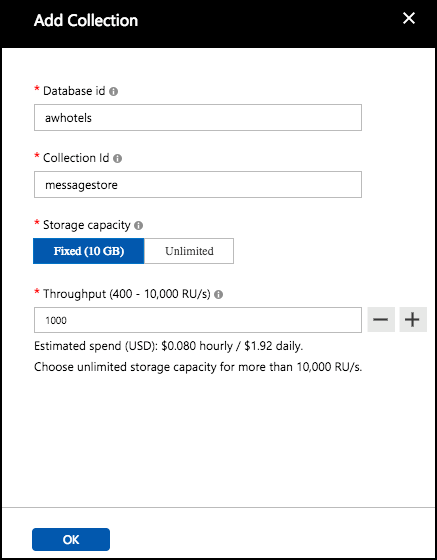 Add Collection
* Database id
awhotels
* Collection Id
messagestore
* Storage capacity
Fixed (10 GB) Unlimited
* Throughput (400 - 10,000 RU/s)
1000
Estimated spend (USD): $0.080 hourly / $1.92 daily.
Choose unlimited storage capacity for more than 10,000 RU/s.
OK